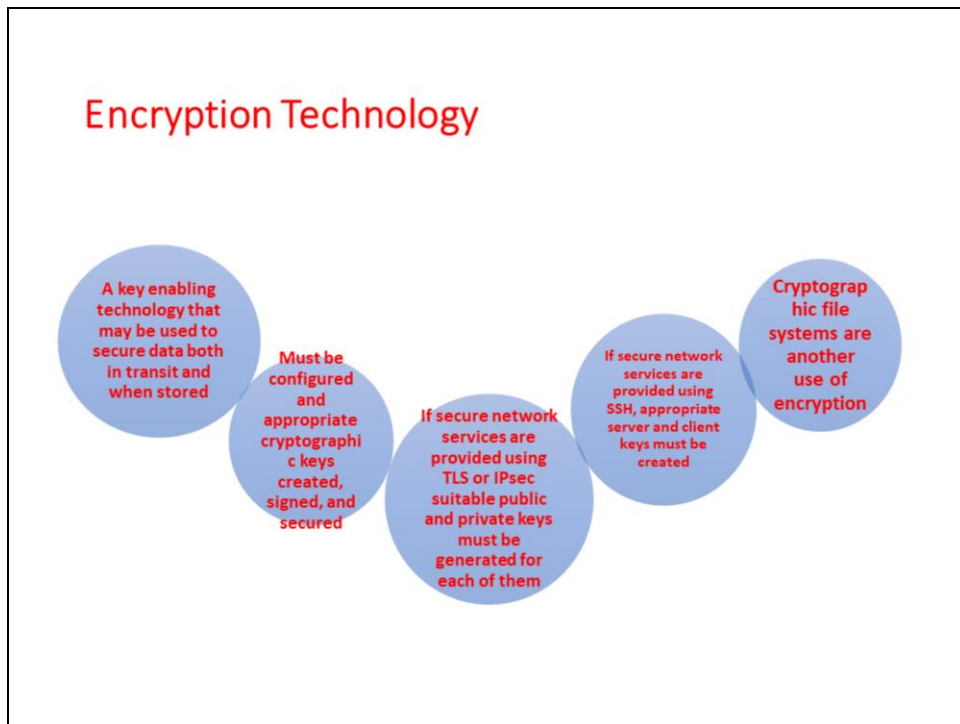 Encryption Technology
A key enabling
technology that
may be used to
secure data both
in transit and
when stored
Must be
configured
and
appropriate
cryptographi
c keys
created,
signed, and
secured
If secure network
services are
provided using
TLS or IPsec
suitable public
and private keys
must be
generated for
each of them
If secure network
services are
provided using
SSH, appropriate
server and client
keys must be
created
Cryptograp
hic file
systems are
another
use of
encryption